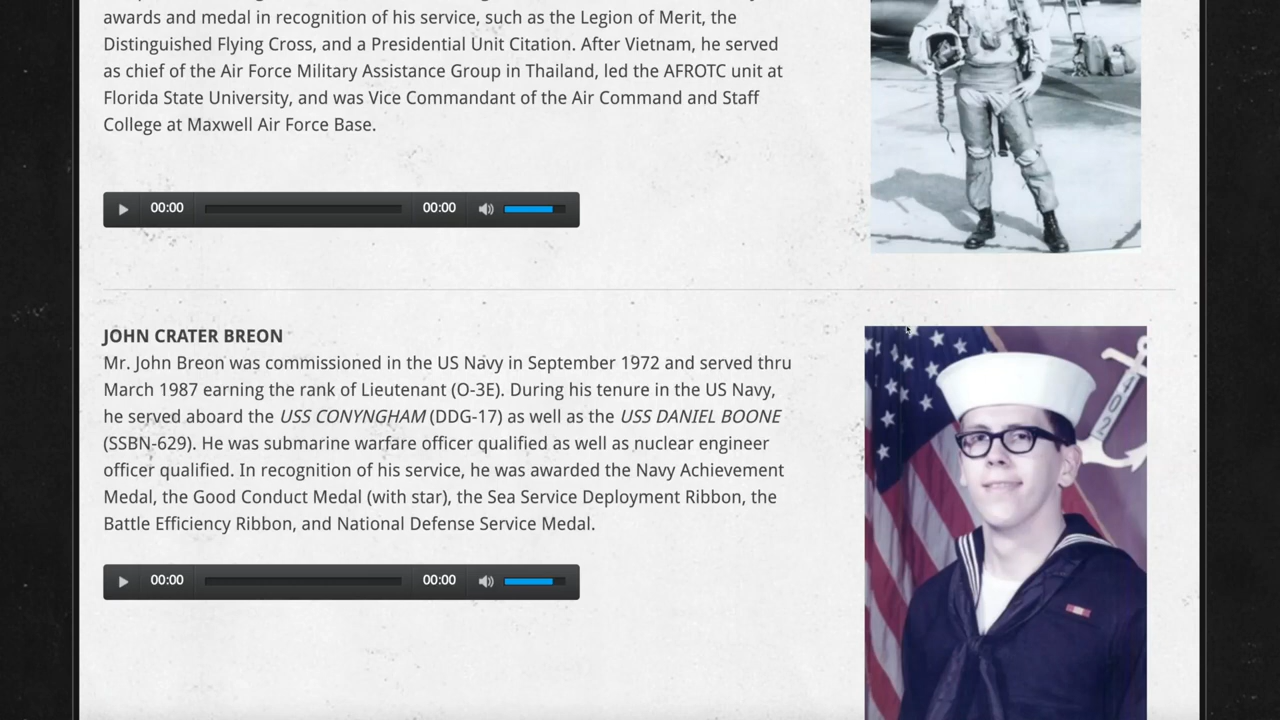 awards and medal in recognition of his service, such as the Legion of Merit, the
Distinguished Flying Cross, and a Presidential Unit Citation. After Vietnam, he served
as chief of the Air Force Military Assistance Group in Thailand, led the AFROTC unit at
Florida State University, and was Vice Commandant of the Air Command and Staff
College at Maxwell Air Force Base.
00:00 00:00
JOHN CRATER BREON
Mr. John Breon was commissioned in the US Navy in September 1972 and served thru
March 1987 earning the rank of Lieutenant (O-3E). During his tenure in the US Navy,
he served aboard the USS CONYNGHAM (DDG-17) as well as the USS DANIEL BOONE
(SSBN-629). He was submarine warfare officer qualified as well as nuclear engineer
officer qualified. In recognition of his service, he was awarded the Navy Achievement
Medal, the Good Conduct Medal (with star), the Sea Service Deployment Ribbon, the
Battle Efficiency Ribbon, and National Defense Service Medal.
00:00 00:00
402